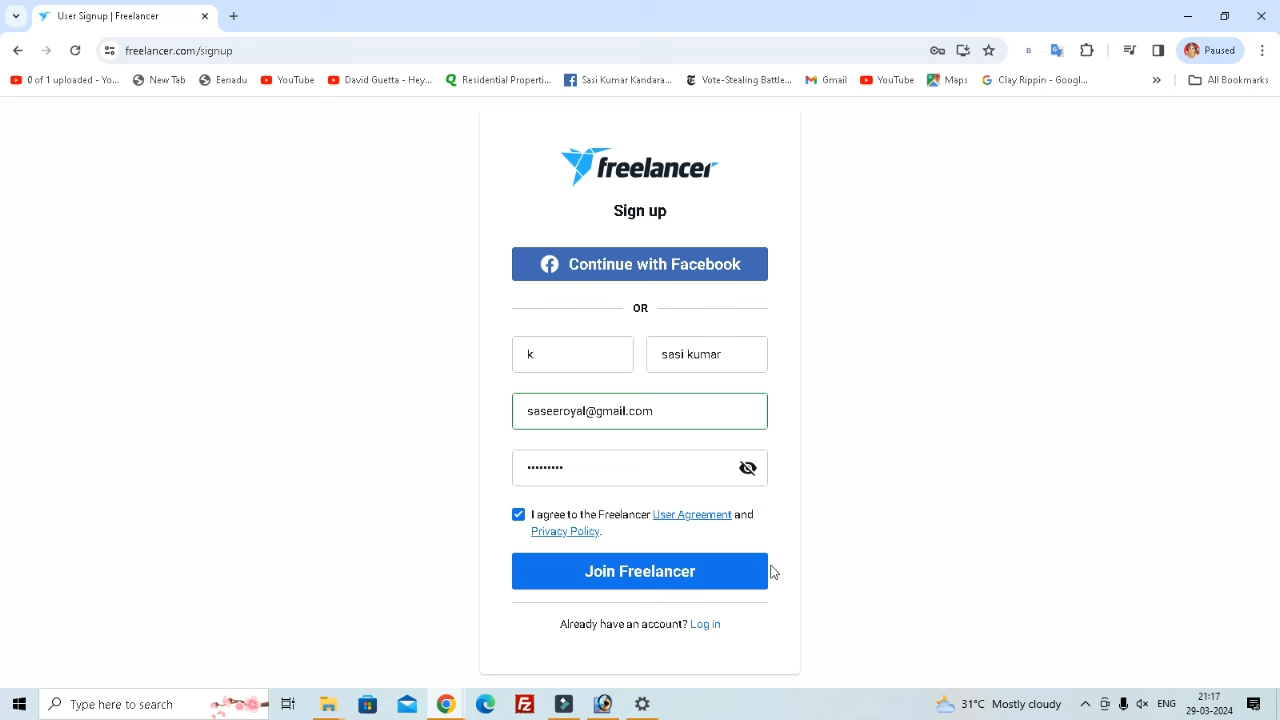 User Signup | Freelancer
freelancer.com/signup
Paused
0 of 1 uploaded - Yo...
New Tab
Eenadu
YouTube
David Guetta - Hey,...
Residential Properti...
Sasi Kumar Kandara...
Vote-Stealing Battle...
Gmail
YouTube
Maps
Clay Rippin - Googl...
All Bookmarks
freelancer
Sign up
Continue with Facebook
OR
k
sasi kumar
saseeroyal@gmail.com
•••••••••
I agree to the Freelancer User Agreement and
Privacy Policy.
Join Freelancer
Already have an account? Log in
Type here to search
31°C Mostly cloudy
ENG
21:17
29-03-2024